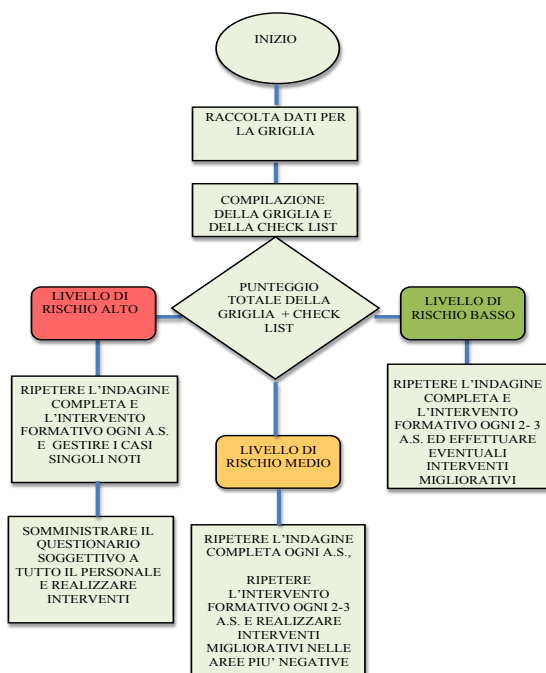 INIZIO
RACCOLTA DATI PER
LA GRIGLIA
COMPILAZIONE
DELLA GRIGLIA E
DELLA CHECK LIST
PUNTEGGIO
TOTALE DELLA
GRIGLIA + CHECK
LIST
LIVELLO DI
RISCHIO ALTO
LIVELLO DI
RISCHIO BASSO
RIPETERE L'INDAGINE
COMPLETA E
L'INTERVENTO
FORMATIVO OGNI A.S.
E GESTIRE I CASI
SINGOLI NOTI
RIPETERE L'INDAGINE
COMPLETA E
L'INTERVENTO
FORMATIVO OGNI 2- 3
A.S. ED EFFETTUARE
EVENTUALI
INTERVENTI
MIGLIORATIVI
LIVELLO DI
RISCHIO MEDIO
SOMMINISTRARE IL
QUESTIONARIO
SOGGETTIVO A
TUTTO IL PERSONALE
E REALIZZARE
INTERVENTI
RIPETERE L'INDAGINE
COMPLETA OGNI A.S.,
RIPETERE
L'INTERVENTO
FORMATIVO OGNI 2-3
A.S. E REALIZZARE
INTERVENTI
MIGLIORATIVI NELLE
AREE PIU' NEGATIVE